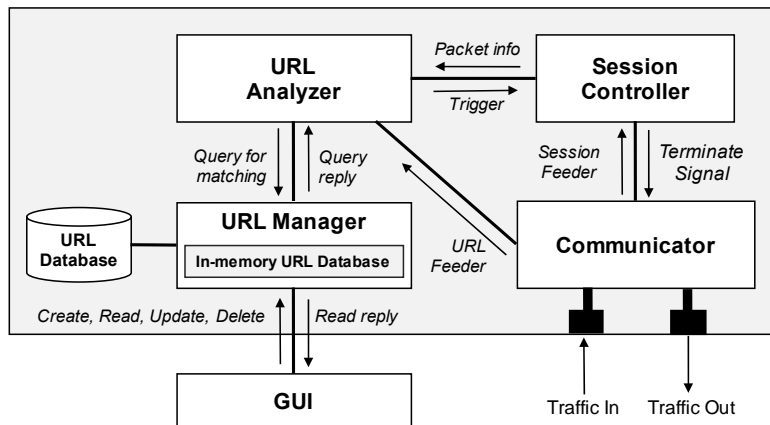 URL
Analyzer
Packet info
Trigger
Session
Controller
Query for
matching
Query
reply
Session
Feeder
Terminate
Signal
URL
Database
URL Manager
In-memory URL Database
URL
Feeder
Communicator
Create, Read, Update, Delete
Read reply
GUI
Traffic In
Traffic Out